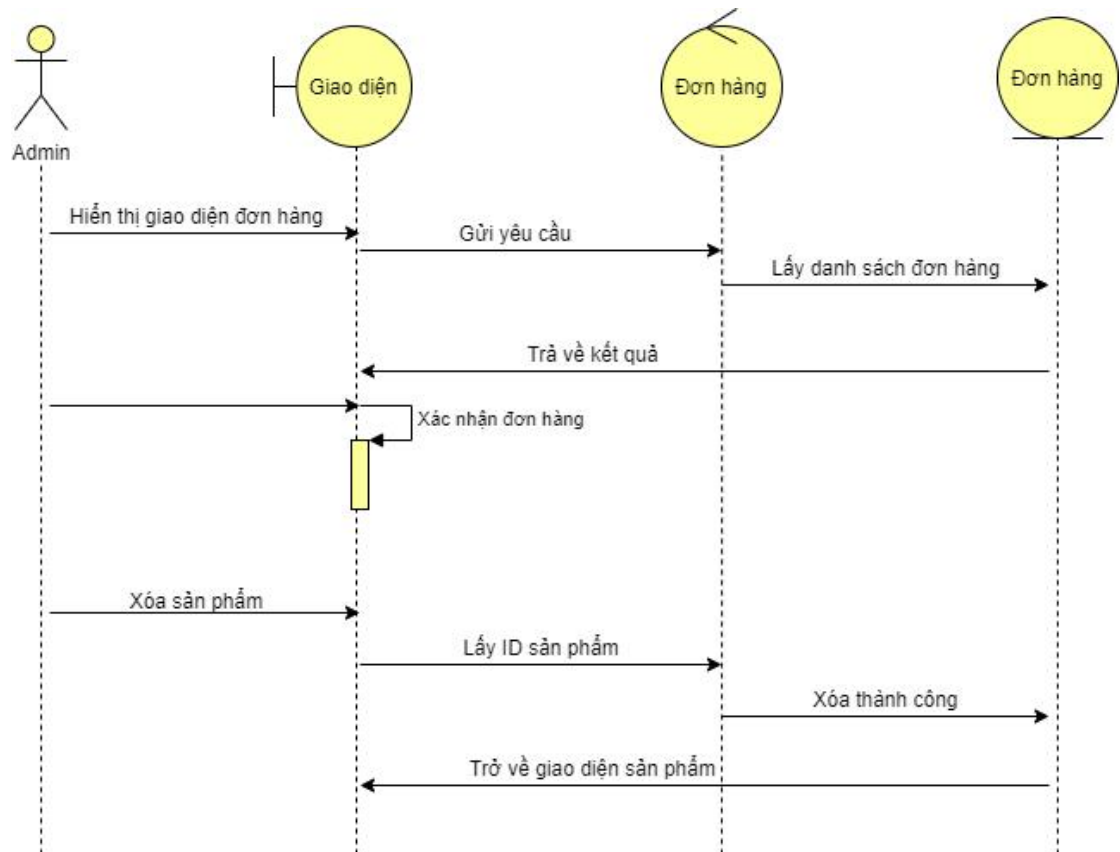 Giao diện
Đơn hàng
Đơn hàng
Admin
Hiển thị giao diện đơn hàng
Gửi yêu cầu
Lấy danh sách đơn hàng
Trả về kết quả
Xác nhận đơn hàng
Xóa sản phẩm
Lấy ID sản phẩm
Xóa thành công
Trở về giao diện sản phẩm